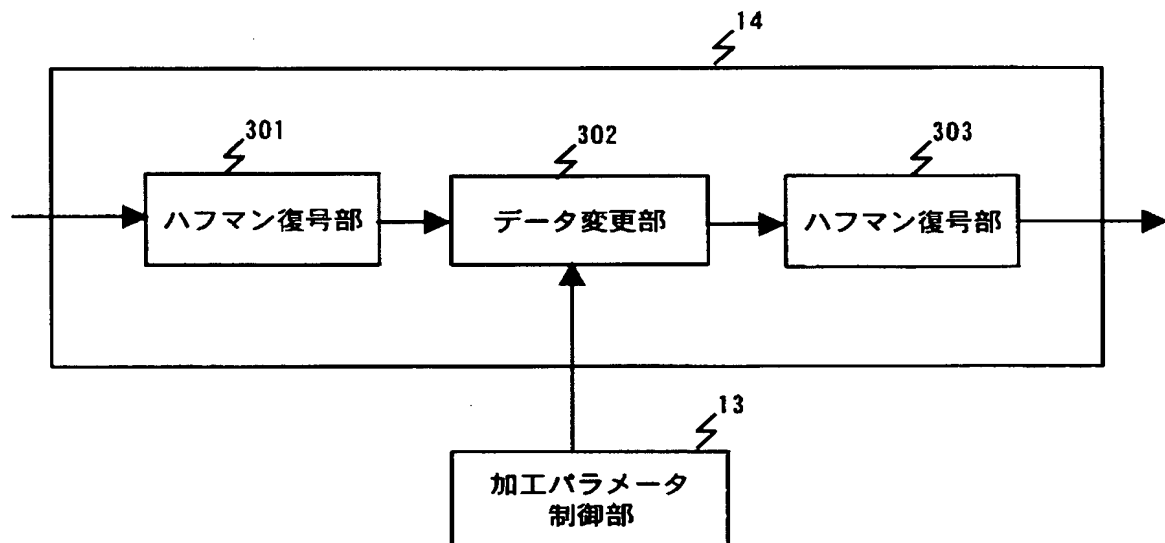 14
301
302
303
ハフマン復号部
データ変更部
ハフマン復号部
13
加工パラメータ
制御部